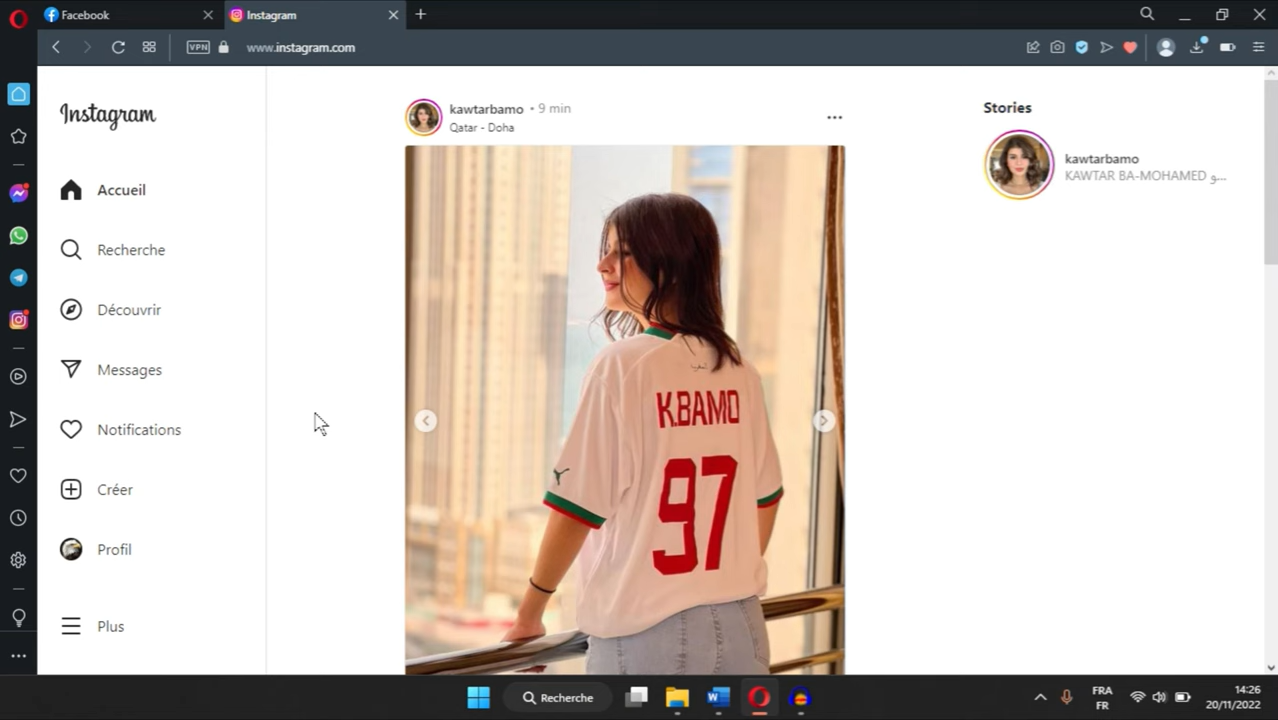 Facebook
Instagram
VPN
www.instagram.com
Instagram
Accueil
Recherche
Découvrir
Messages
Notifications
Créer
Profil
Plus
kawtarbamo • 9 min
Qatar - Doha
K.BAMO
97
Stories
kawtarbamo
KAWTAR BA-MOHAMED و...
Recherche
FRA
FR
14:26
20/11/2022